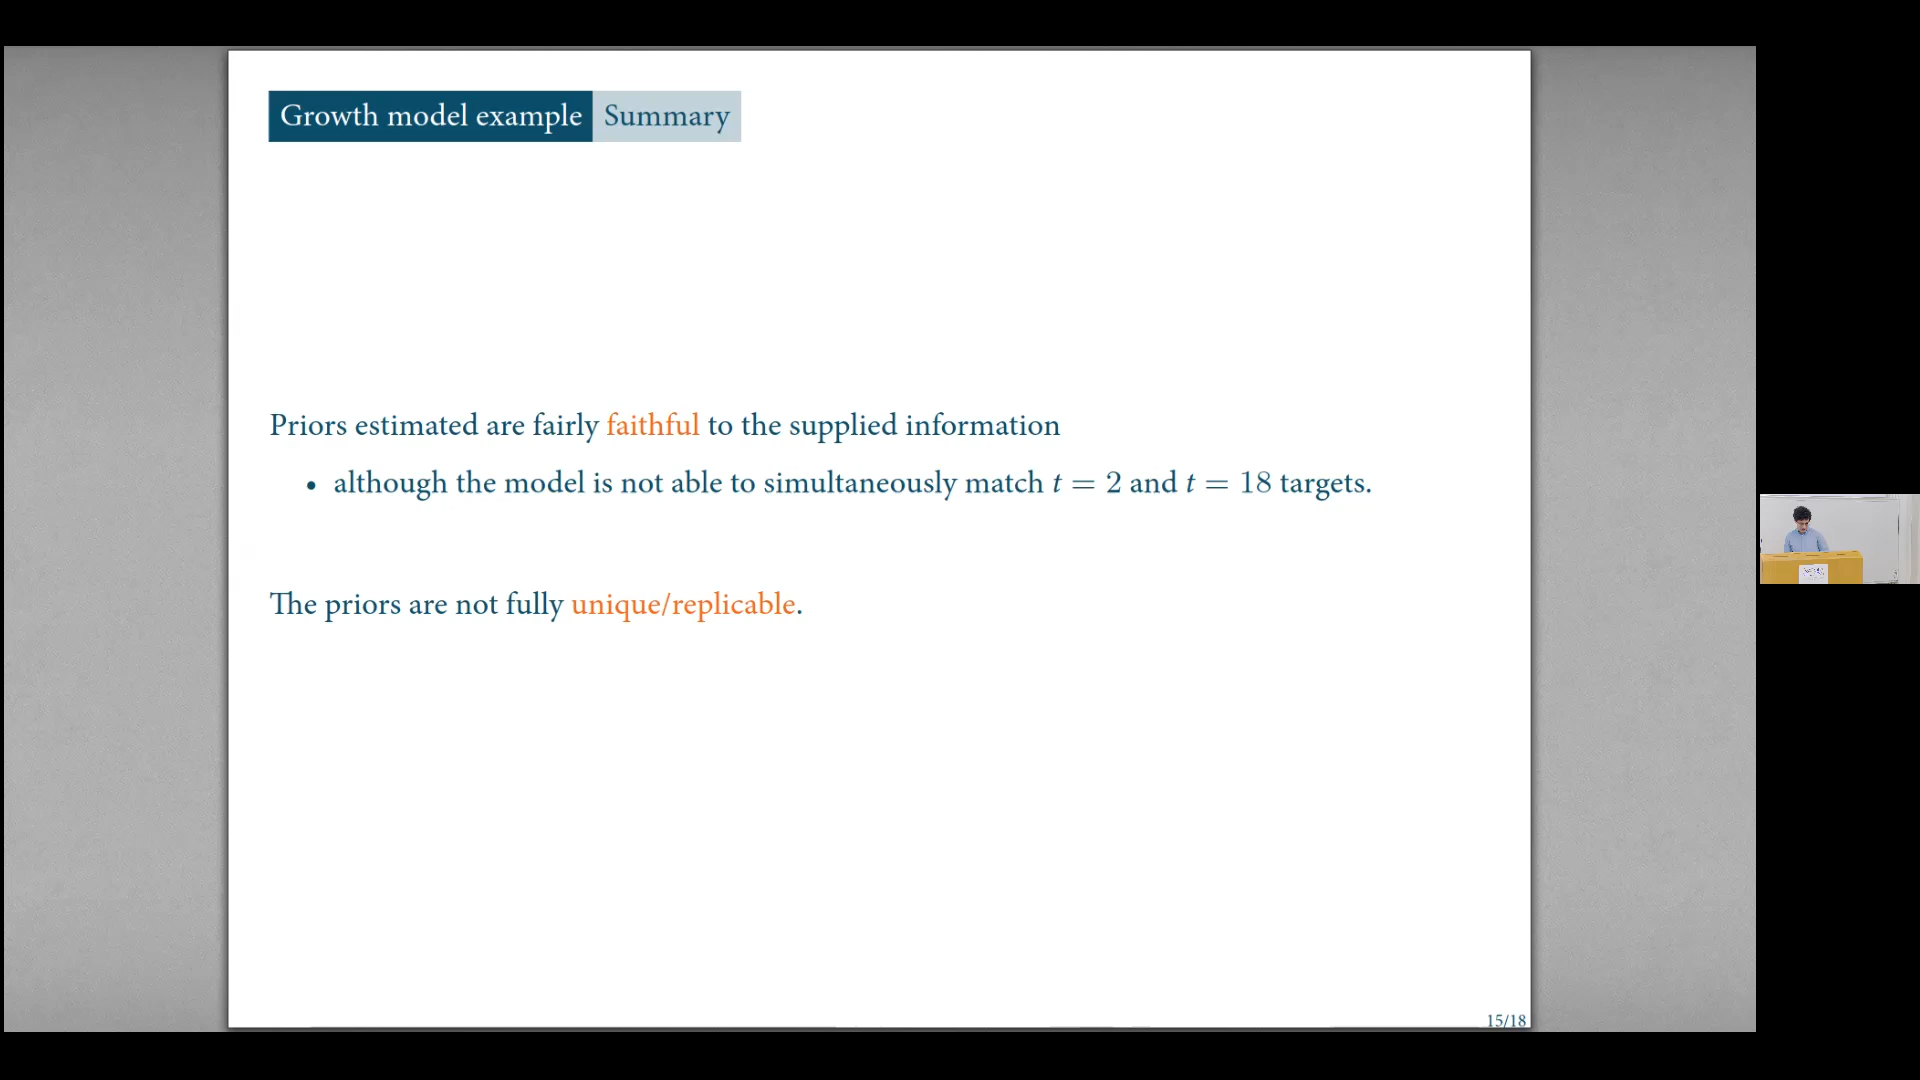 Growth model example Summary
Priors estimated are fairly faithful to the supplied information
• although the model is not able to simultaneously match t = 2 and t = 18 targets.
The priors are not fully unique/replicable.
15/18